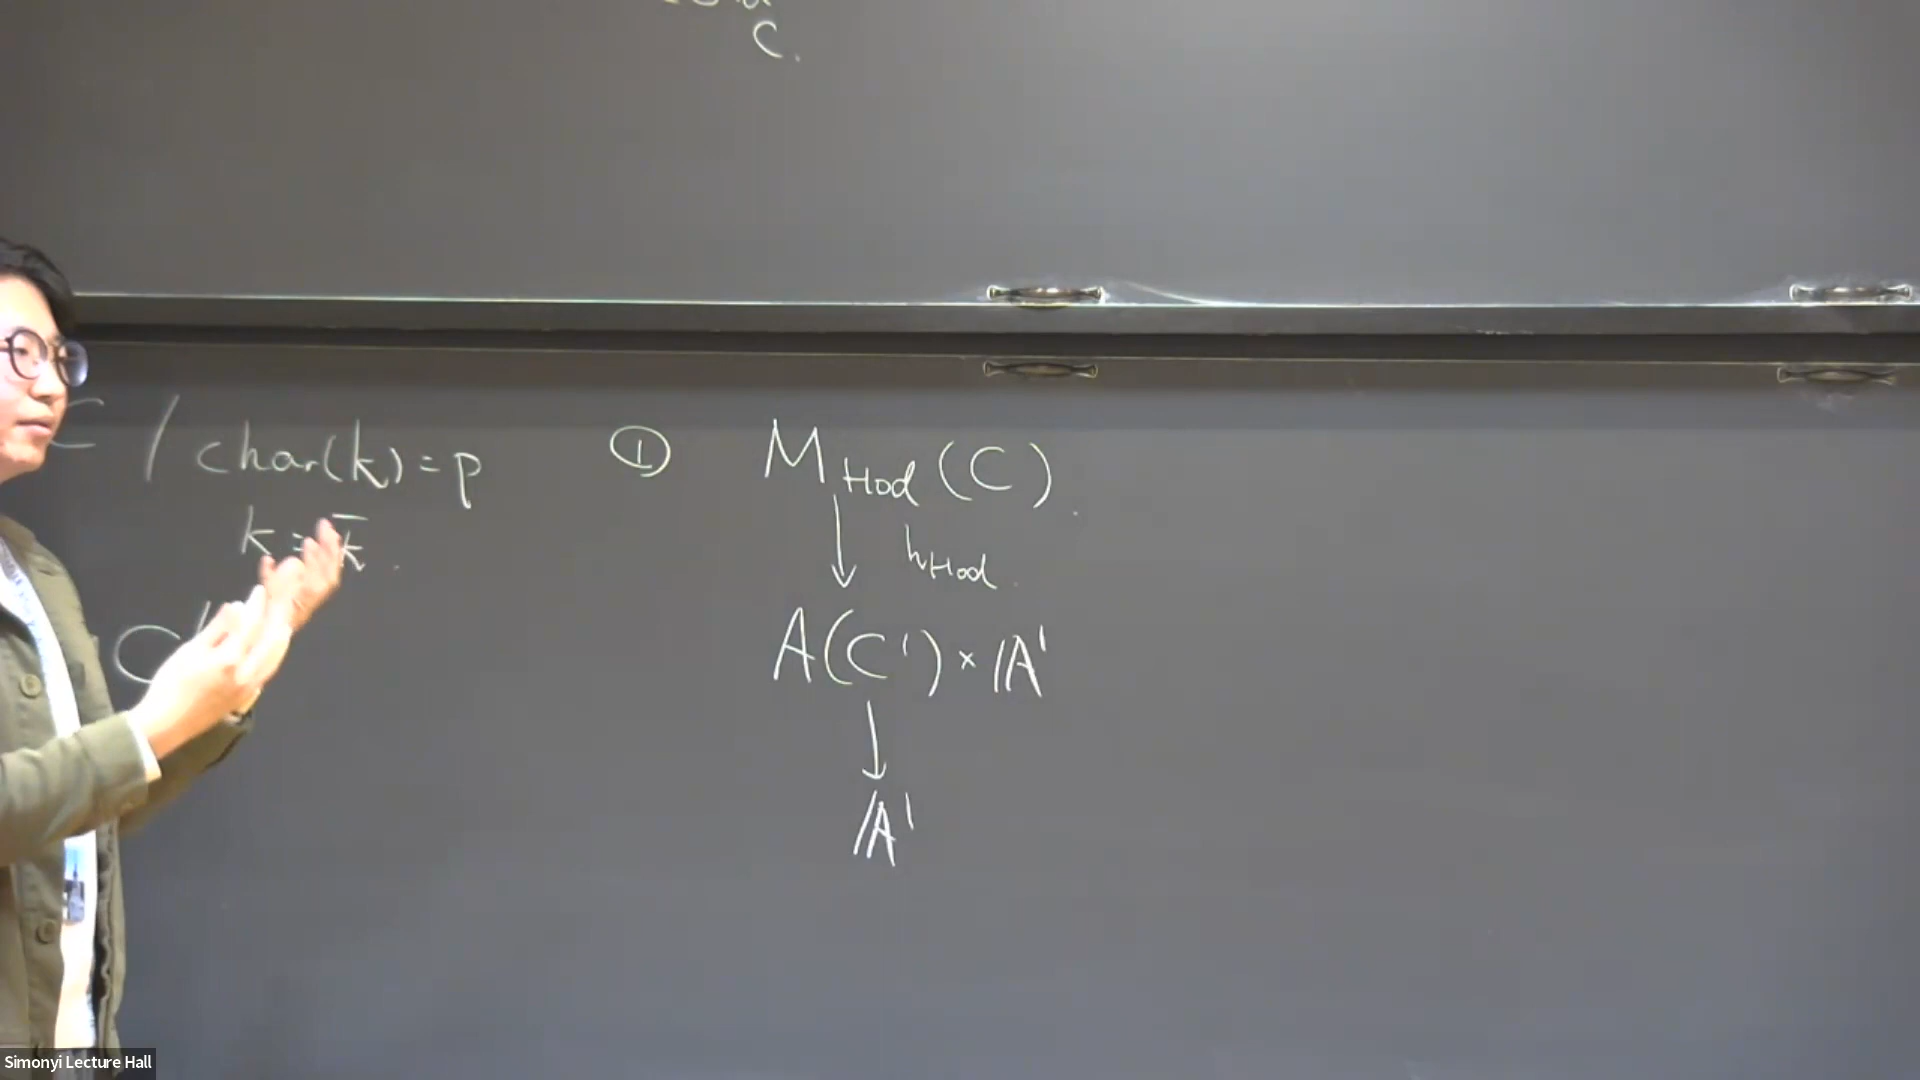 C.
C / char(k) = p
k = k̄.
C'
① M_Hod (C).
↓ h_Hod.
A(C') × 𝔸¹
↓
𝔸¹
Simonyi Lecture Hall